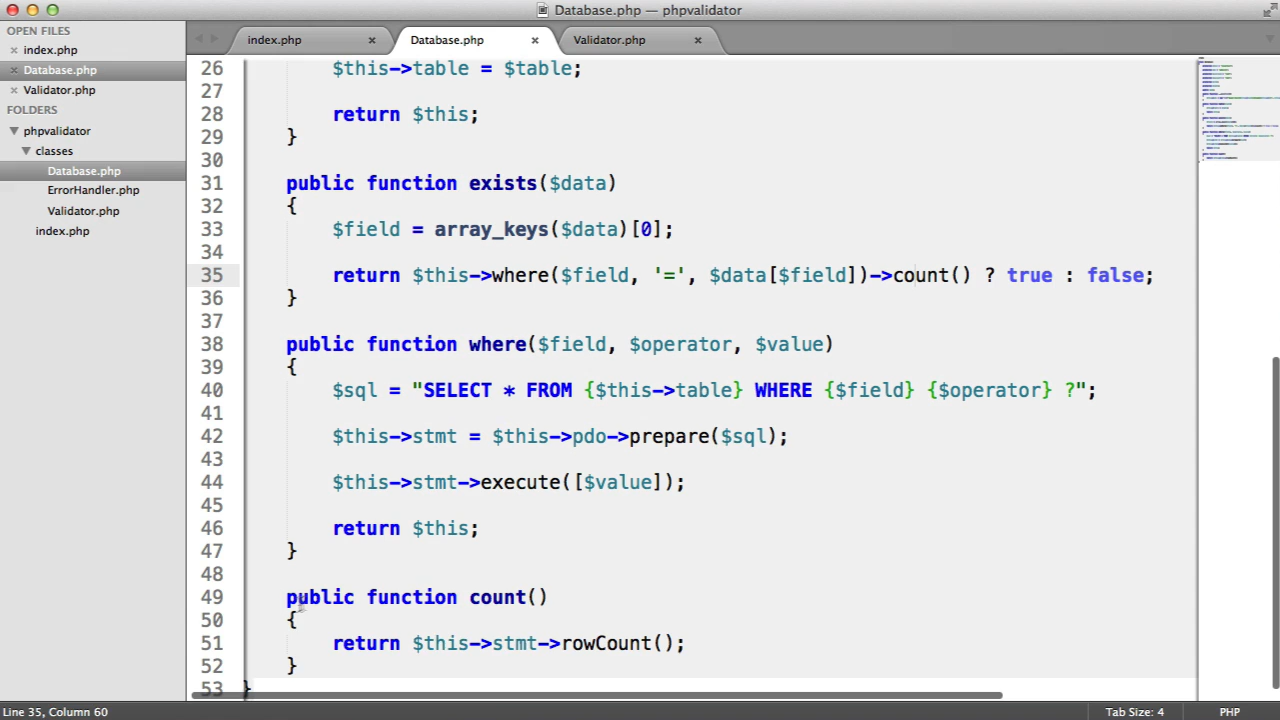 Database.php — phpvalidator
OPEN FILES
index.php
Database.php
Validator.php
FOLDERS
phpvalidator
classes
Database.php
ErrorHandler.php
Validator.php
index.php
index.php Database.php Validator.php
26 $this->table = $table;
27
28 return $this;
29 }
30
31 public function exists($data)
32 {
33 $field = array_keys($data)[0];
34
35 return $this->where($field, '=', $data[$field])->count() ? true : false;
36 }
37
38 public function where($field, $operator, $value)
39 {
40 $sql = "SELECT * FROM {$this->table} WHERE {$field} {$operator} ?";
41
42 $this->stmt = $this->pdo->prepare($sql);
43
44 $this->stmt->execute([$value]);
45
46 return $this;
47 }
48
49 public function count()
50 {
51 return $this->stmt->rowCount();
52 }
53 }
Line 35, Column 60 Tab Size: 4 PHP